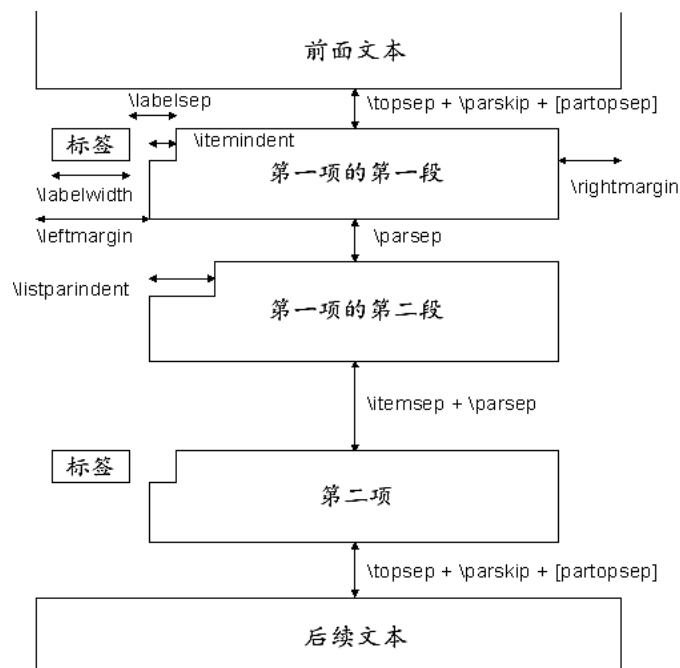 前面文本
\labelsep
\topsep + \parskip + [partopsep]
标签
\itemindent
第一项的第一段
\labelwidth
\rightmargin
\leftmargin
\parsep
\listparindent
第一项的第二段
\itemsep + \parsep
标签
第二项
\topsep + \parskip + [partopsep]
后续文本